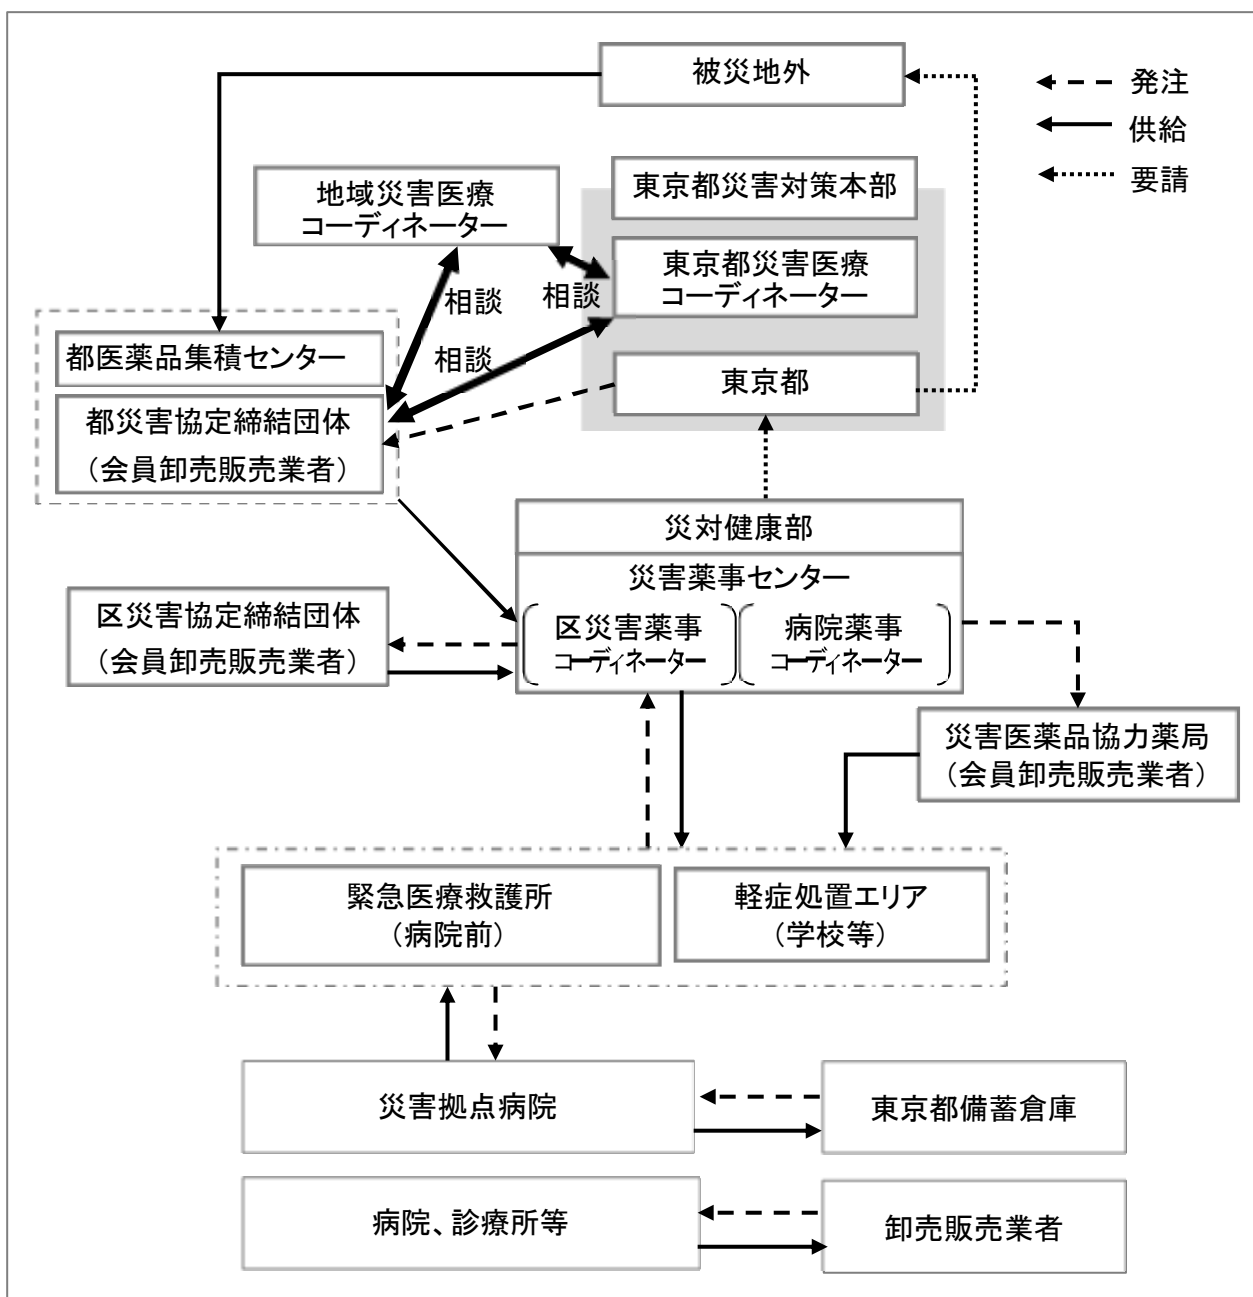 被災地外
発注
供給
要請
地域災害医療
コーディネーター
東京都災害対策本部
東京都災害医療
コーディネーター
相談
相談
相談
都医薬品集積センター
都災害協定締結団体
（会員卸売販売業者）
東京都
災対健康部
災害薬事センター
区災害薬事
コーディネーター
病院薬事
コーディネーター
区災害協定締結団体
（会員卸売販売業者）
災害医薬品協力薬局
（会員卸売販売業者）
緊急医療救護所
（病院前）
軽症処置エリア
（学校等）
災害拠点病院
東京都備蓄倉庫
病院、診療所等
卸売販売業者